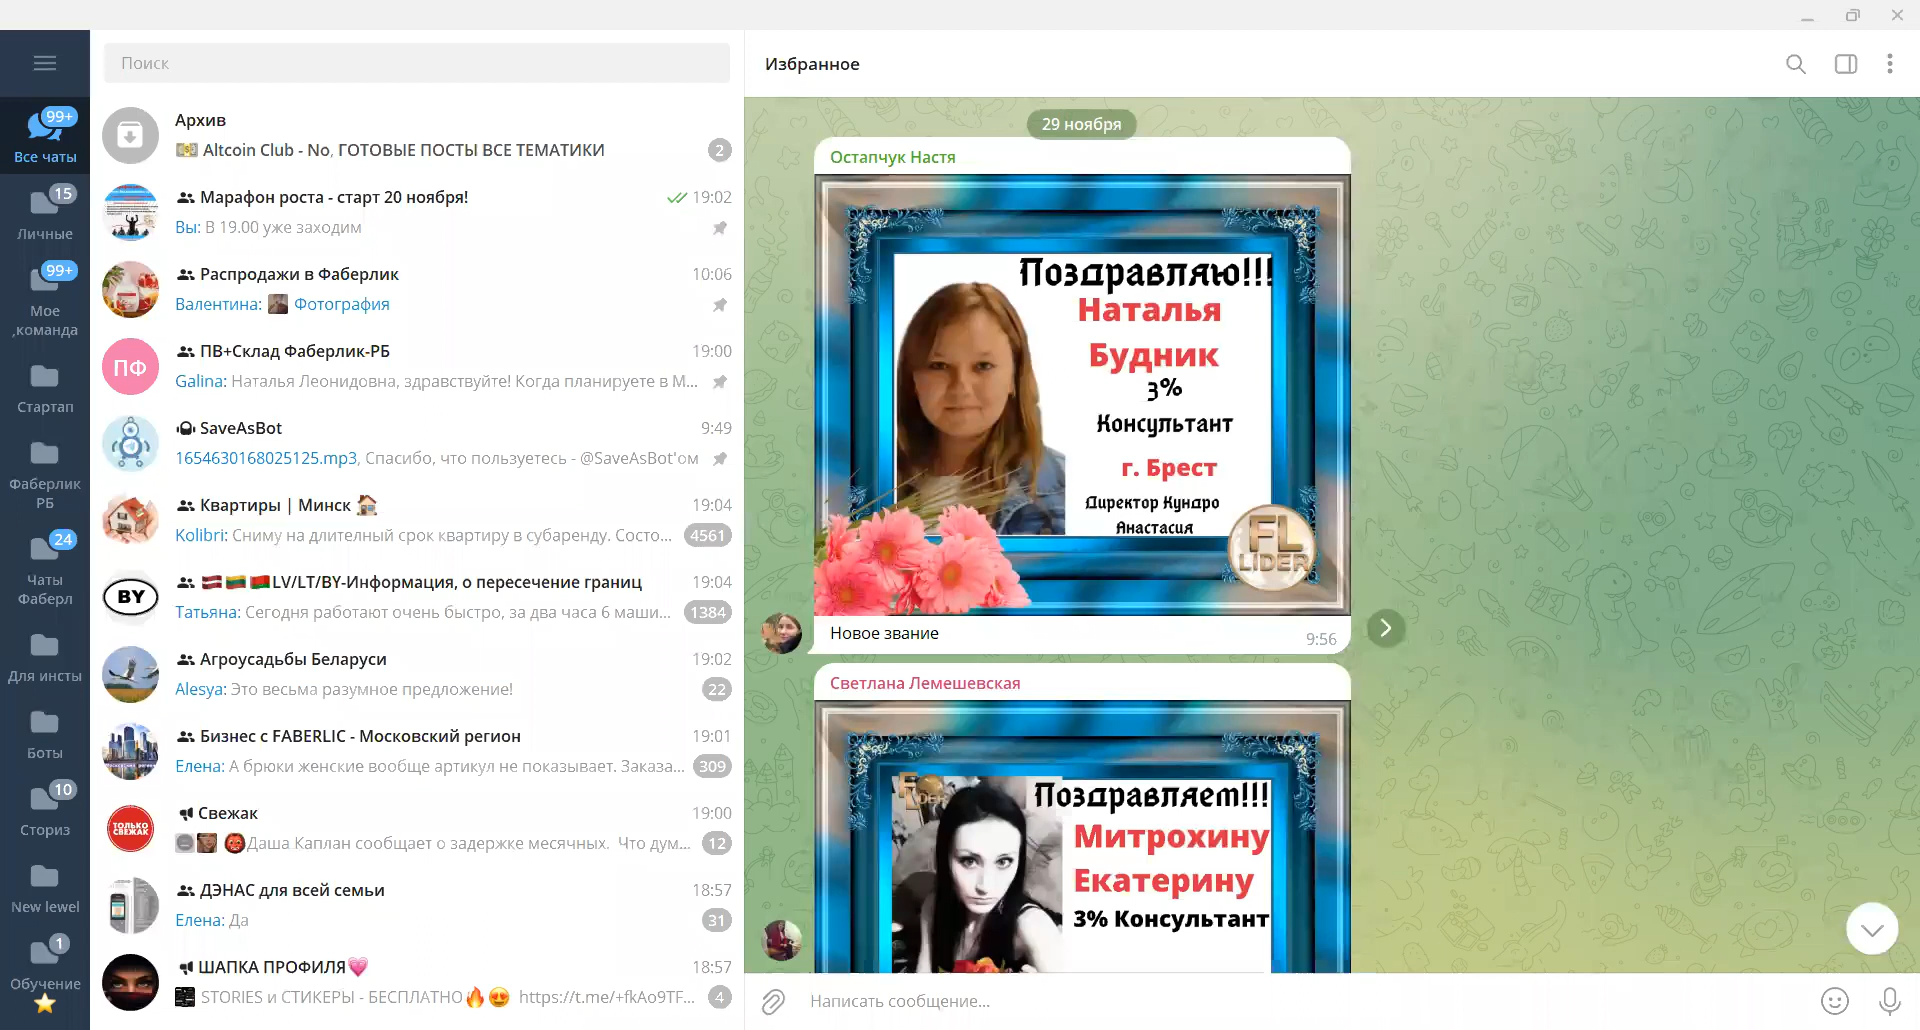 Поиск
Избранное
99+
Все чаты
15
Личные
99+
Мое
,команда
Стартап
Фаберлик
РБ
24
Чаты
Фаберл
Для инсты
Боты
10
Сториз
New lewel
1
Обучение
Архив
Altcoin Club - No, ГОТОВЫЕ ПОСТЫ ВСЕ ТЕМАТИКИ
2
Марафон роста - старт 20 ноября!
19:02
Вы: В 19.00 уже заходим
Распродажи в Фаберлик
10:06
Валентина: Фотография
ПФ
ПВ+Склад Фаберлик-РБ
19:00
Galina: Наталья Леонидовна, здравствуйте! Когда планируете в М...
SaveAsBot
9:49
1654630168025125.mp3, Спасибо, что пользуетесь - @SaveAsBot'ом
Квартиры | Минск
19:04
Kolibri: Сниму на длителный срок квартиру в субаренду. Состо...
4561
BY
LV/LT/BY-Информация, о пересечение границ
19:04
Татьяна: Сегодня работают очень быстро, за два часа 6 маши...
1384
Агроусадьбы Беларуси
19:02
Alesya: Это весьма разумное предложение!
22
Бизнес с FABERLIC - Московский регион
19:01
Елена: А брюки женские вообще артикул не показывает. Заказа...
309
ТОЛЬКО
СВЕЖАК
Свежак
19:00
Даша Каплан сообщает о задержке месячных. Что дум...
12
ДЭНАС для всей семьи
18:57
Елена: Да
31
ШАПКА ПРОФИЛЯ
18:57
STORIES и СТИКЕРЫ - БЕСПЛАТНО https://t.me/+fkAo9TF...
4
29 ноября
Остапчук Настя
Поздравляю!!!
Наталья
Будник
3%
Консультант
г. Брест
Директор Кундро
Анастасия
FL
LIDER
Новое звание
9:56
Светлана Лемешевская
Поздравляем!!!
Митрохину
Екатерину
3% Консультант
Написать сообщение...